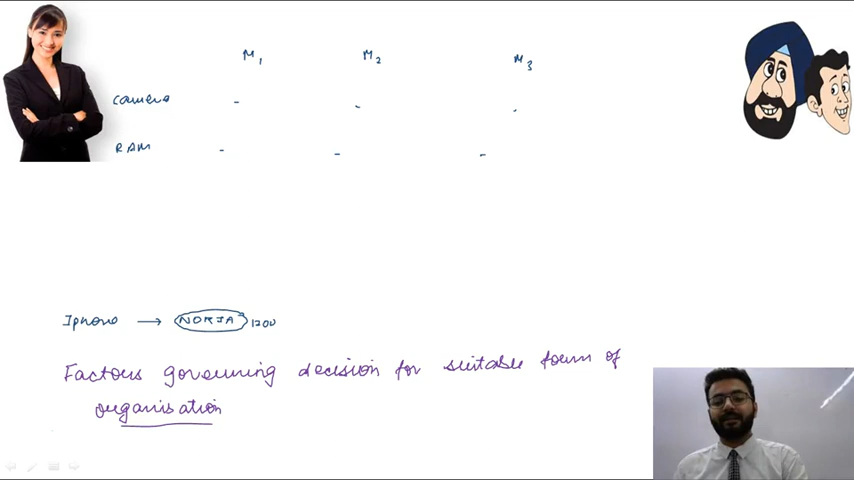 M1 M2 M3
camera - - -
RAM - - -
Iphone → NOKIA 1200
Factors governing decision for suitable form of
organisation